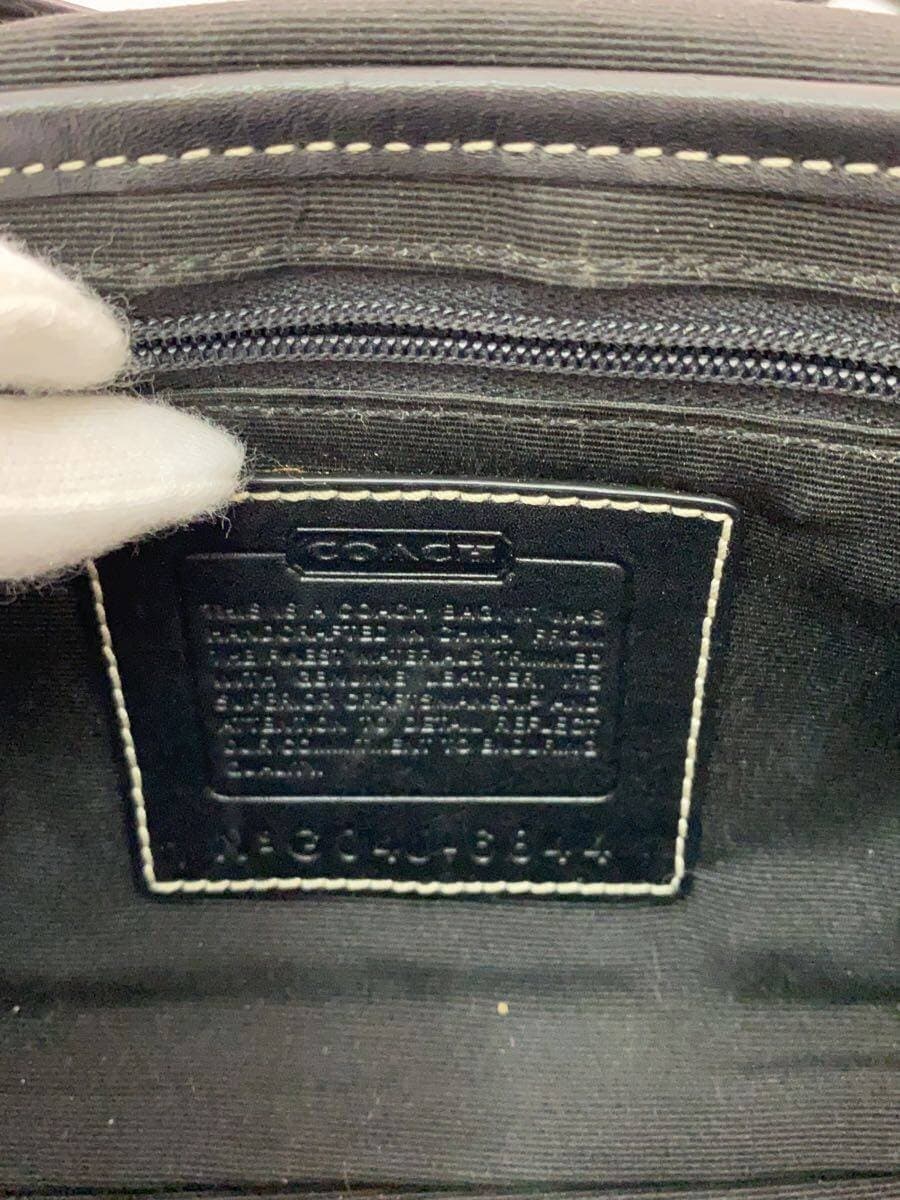 COACH
THIS IS A COACH BAG. IT WAS
HANDCRAFTED IN CHINA FROM
THE FINEST MATERIALS TRIMMED
WITH GENUINE LEATHER. ITS
SUPERIOR CRAFTSMANSHIP AND
ATTENTION TO DETAIL REFLECT
OUR COMMITMENT TO ENDURING
QUALITY.